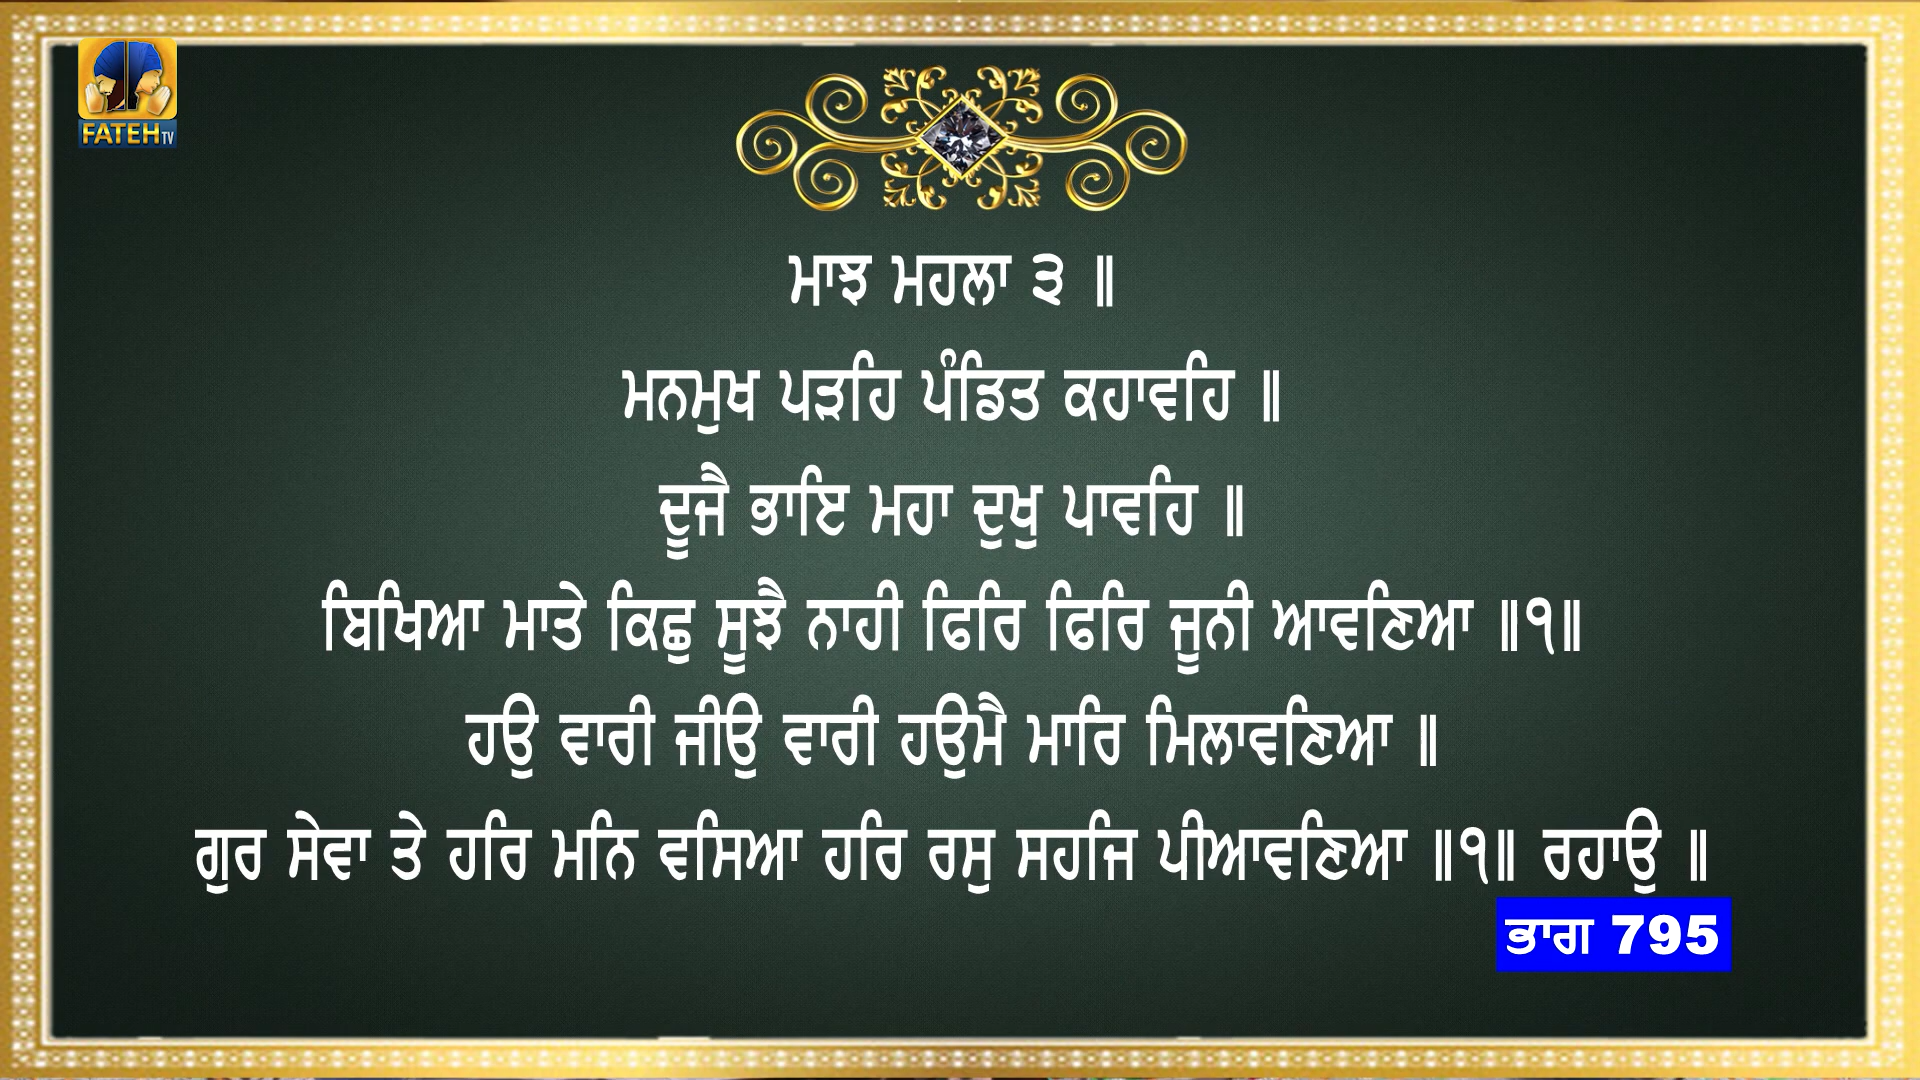 FATEH TV
ਮਾਝ ਮਹਲਾ ੩ ॥
ਮਨਮੁਖ ਪੜਹਿ ਪੰਡਿਤ ਕਹਾਵਹਿ ॥
ਦੂਜੈ ਭਾਇ ਮਹਾ ਦੁਖੁ ਪਾਵਹਿ ॥
ਬਿਖਿਆ ਮਾਤੇ ਕਿਛੁ ਸੂਝੈ ਨਾਹੀ ਫਿਰਿ ਫਿਰਿ ਜੂਨੀ ਆਵਣਿਆ ॥੧॥
ਹਉ ਵਾਰੀ ਜੀਉ ਵਾਰੀ ਹਉਮੈ ਮਾਰਿ ਮਿਲਾਵਣਿਆ ॥
ਗੁਰ ਸੇਵਾ ਤੇ ਹਰਿ ਮਨਿ ਵਸਿਆ ਹਰਿ ਰਸੁ ਸਹਜਿ ਪੀਆਵਣਿਆ ॥੧॥ ਰਹਾਉ ॥
ਭਾਗ 795